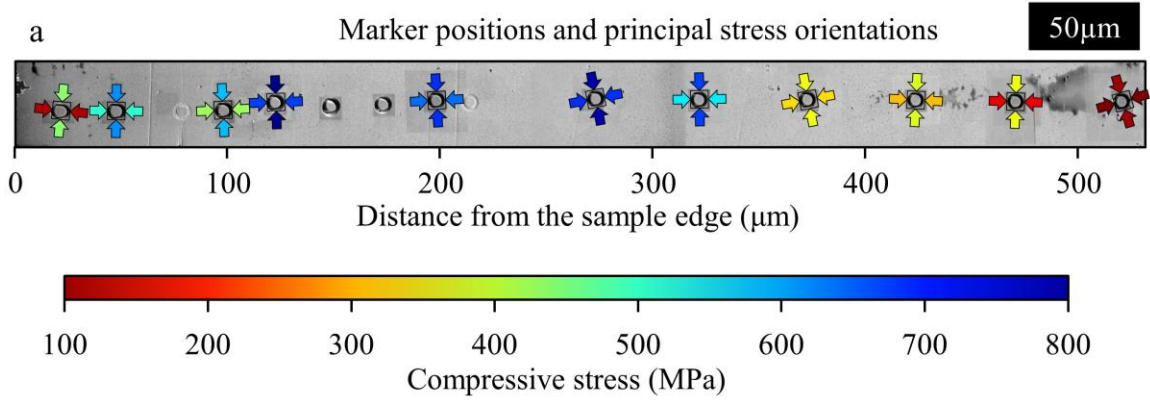 a
Marker positions and principal stress orientations
50µm
0 100 200 300 400 500
Distance from the sample edge (µm)
100 200 300 400 500 600 700 800
Compressive stress (MPa)